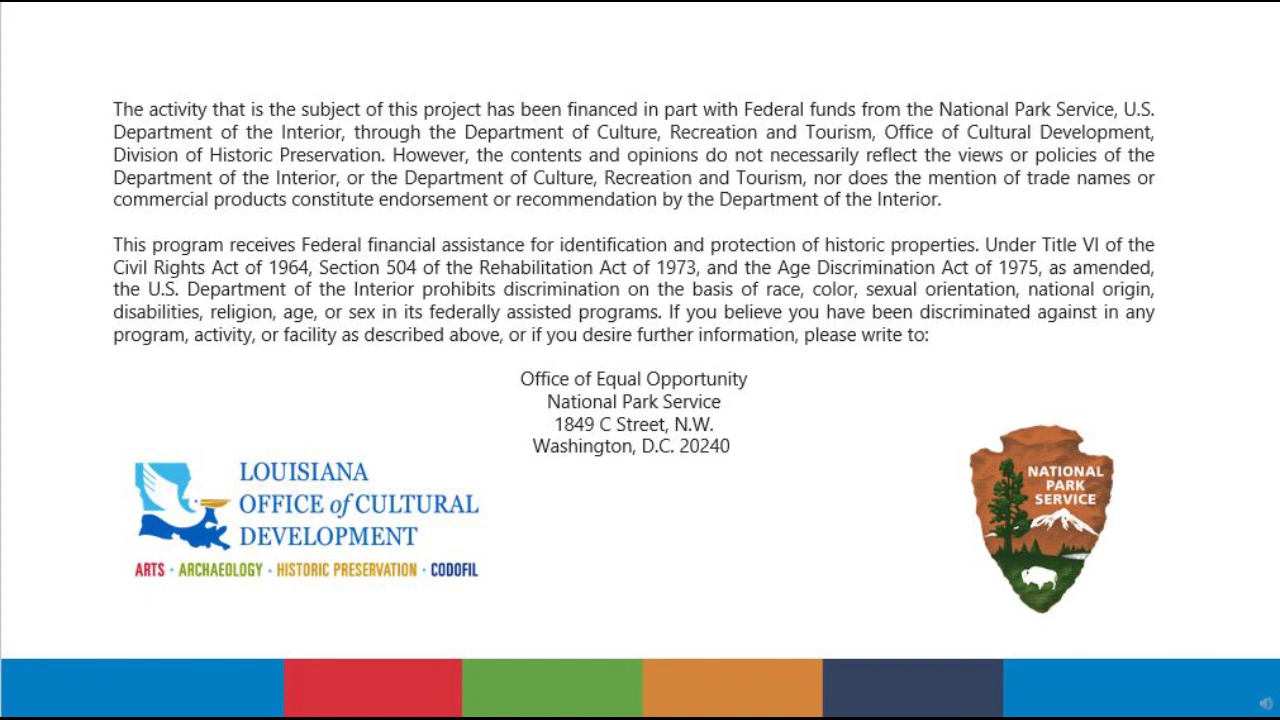 The activity that is the subject of this project has been financed in part with Federal funds from the National Park Service, U.S.
Department of the Interior, through the Department of Culture, Recreation and Tourism, Office of Cultural Development,
Division of Historic Preservation. However, the contents and opinions do not necessarily reflect the views or policies of the
Department of the Interior, or the Department of Culture, Recreation and Tourism, nor does the mention of trade names or
commercial products constitute endorsement or recommendation by the Department of the Interior.
This program receives Federal financial assistance for identification and protection of historic properties. Under Title VI of the
Civil Rights Act of 1964, Section 504 of the Rehabilitation Act of 1973, and the Age Discrimination Act of 1975, as amended,
the U.S. Department of the Interior prohibits discrimination on the basis of race, color, sexual orientation, national origin,
disabilities, religion, age, or sex in its federally assisted programs. If you believe you have been discriminated against in any
program, activity, or facility as described above, or if you desire further information, please write to:
Office of Equal Opportunity
National Park Service
1849 C Street, N.W.
Washington, D.C. 20240
LOUISIANA
OFFICE of CULTURAL
DEVELOPMENT
ARTS · ARCHAEOLOGY · HISTORIC PRESERVATION · CODOFIL
NATIONAL
PARK
SERVICE